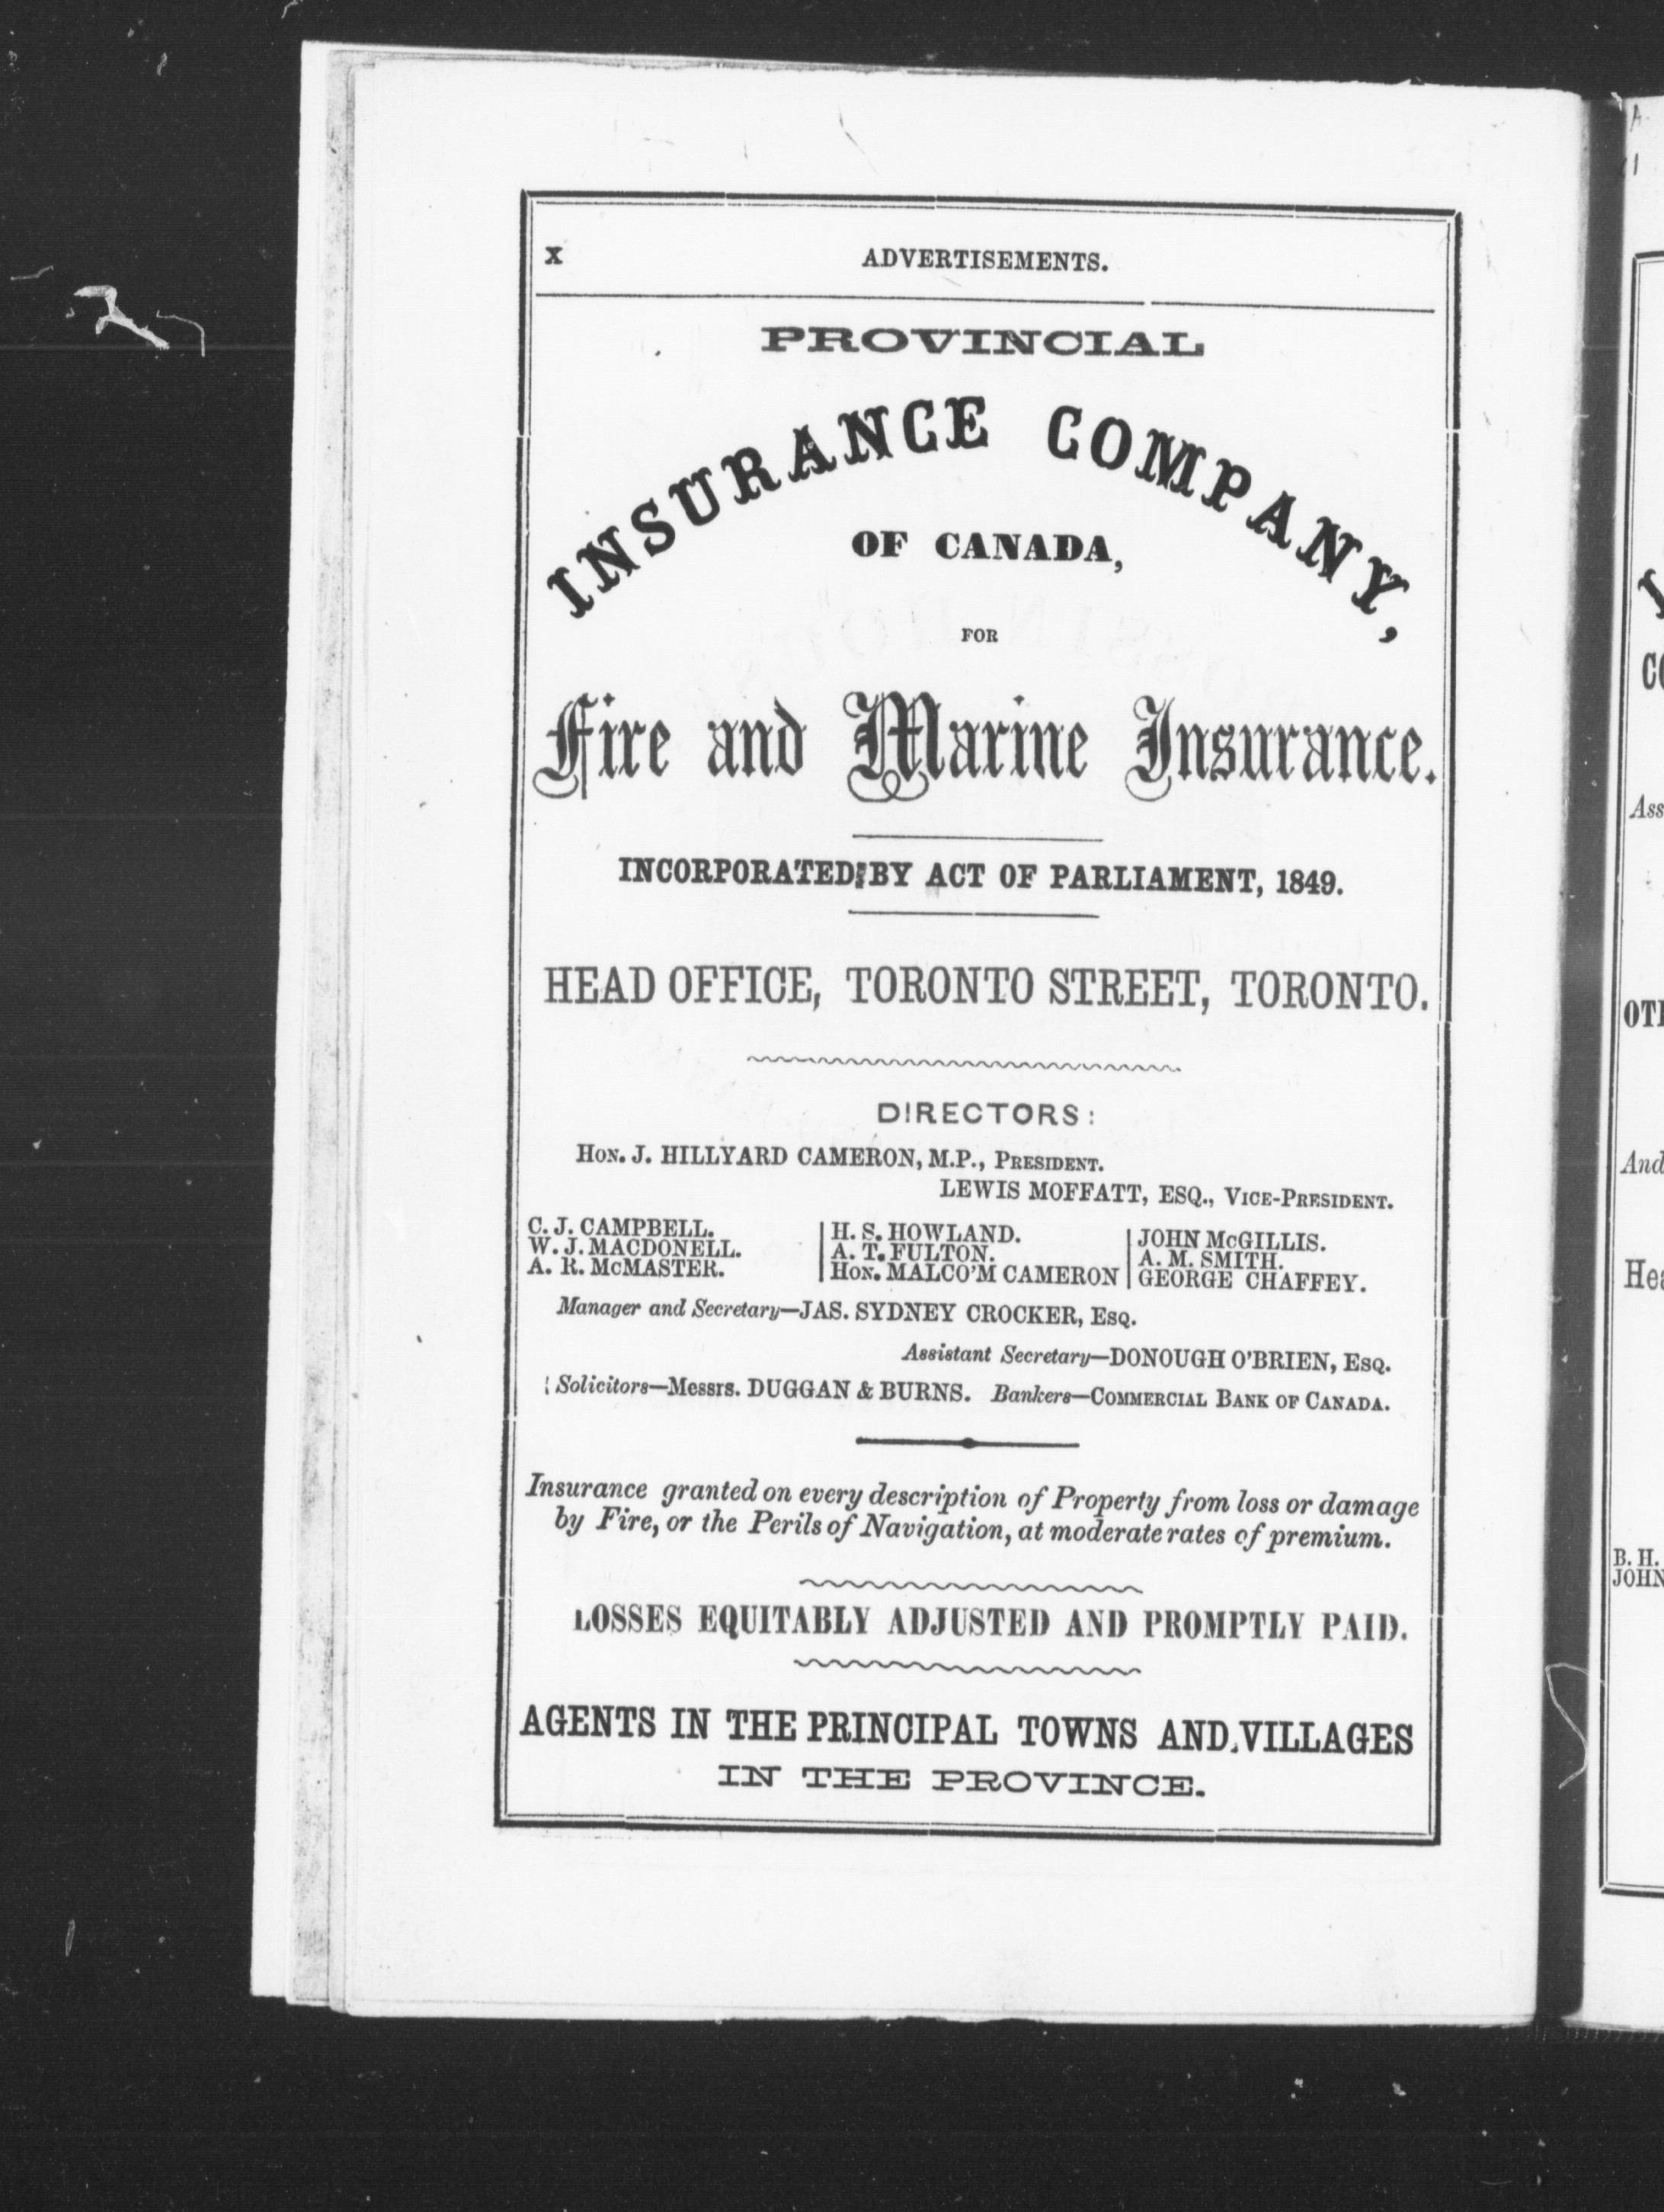 X ADVERTISEMENTS.
PROVINCIAL
INSURANCE COMPANY,
OF CANADA,
FOR
Fire and Marine Insurance.
INCORPORATED BY ACT OF PARLIAMENT, 1849.
HEAD OFFICE, TORONTO STREET, TORONTO.
DIRECTORS:
HON. J. HILLYARD CAMERON, M.P., PRESIDENT.
LEWIS MOFFATT, ESQ., VICE-PRESIDENT.
C. J. CAMPBELL.
W. J. MACDONELL.
A. R. McMASTER.
H. S. HOWLAND.
A. T. FULTON.
HON. MALCO'M CAMERON
JOHN McGILLIS.
A. M. SMITH.
GEORGE CHAFFEY.
Manager and Secretary—JAS. SYDNEY CROCKER, ESQ.
Assistant Secretary—DONOUGH O'BRIEN, ESQ.
Solicitors—Messrs. DUGGAN & BURNS. Bankers—COMMERCIAL BANK OF CANADA.
Insurance granted on every description of Property from loss or damage
by Fire, or the Perils of Navigation, at moderate rates of premium.
LOSSES EQUITABLY ADJUSTED AND PROMPTLY PAID.
AGENTS IN THE PRINCIPAL TOWNS AND VILLAGES
IN THE PROVINCE.
And
B. H.
JOHN